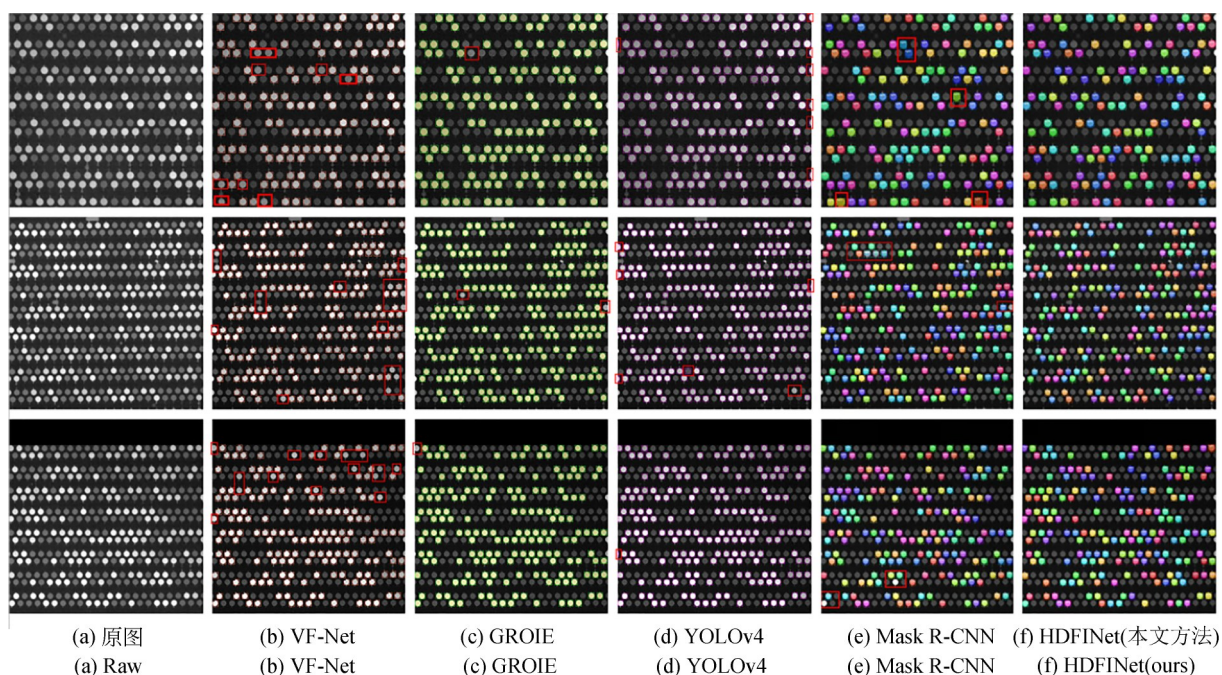 (a) 原图 (b) VF-Net (c) GROIE (d) YOLOv4 (e) Mask R-CNN (f) HDFINet(本文方法)
(a) Raw (b) VF-Net (c) GROIE (d) YOLOv4 (e) Mask R-CNN (f) HDFINet(ours)